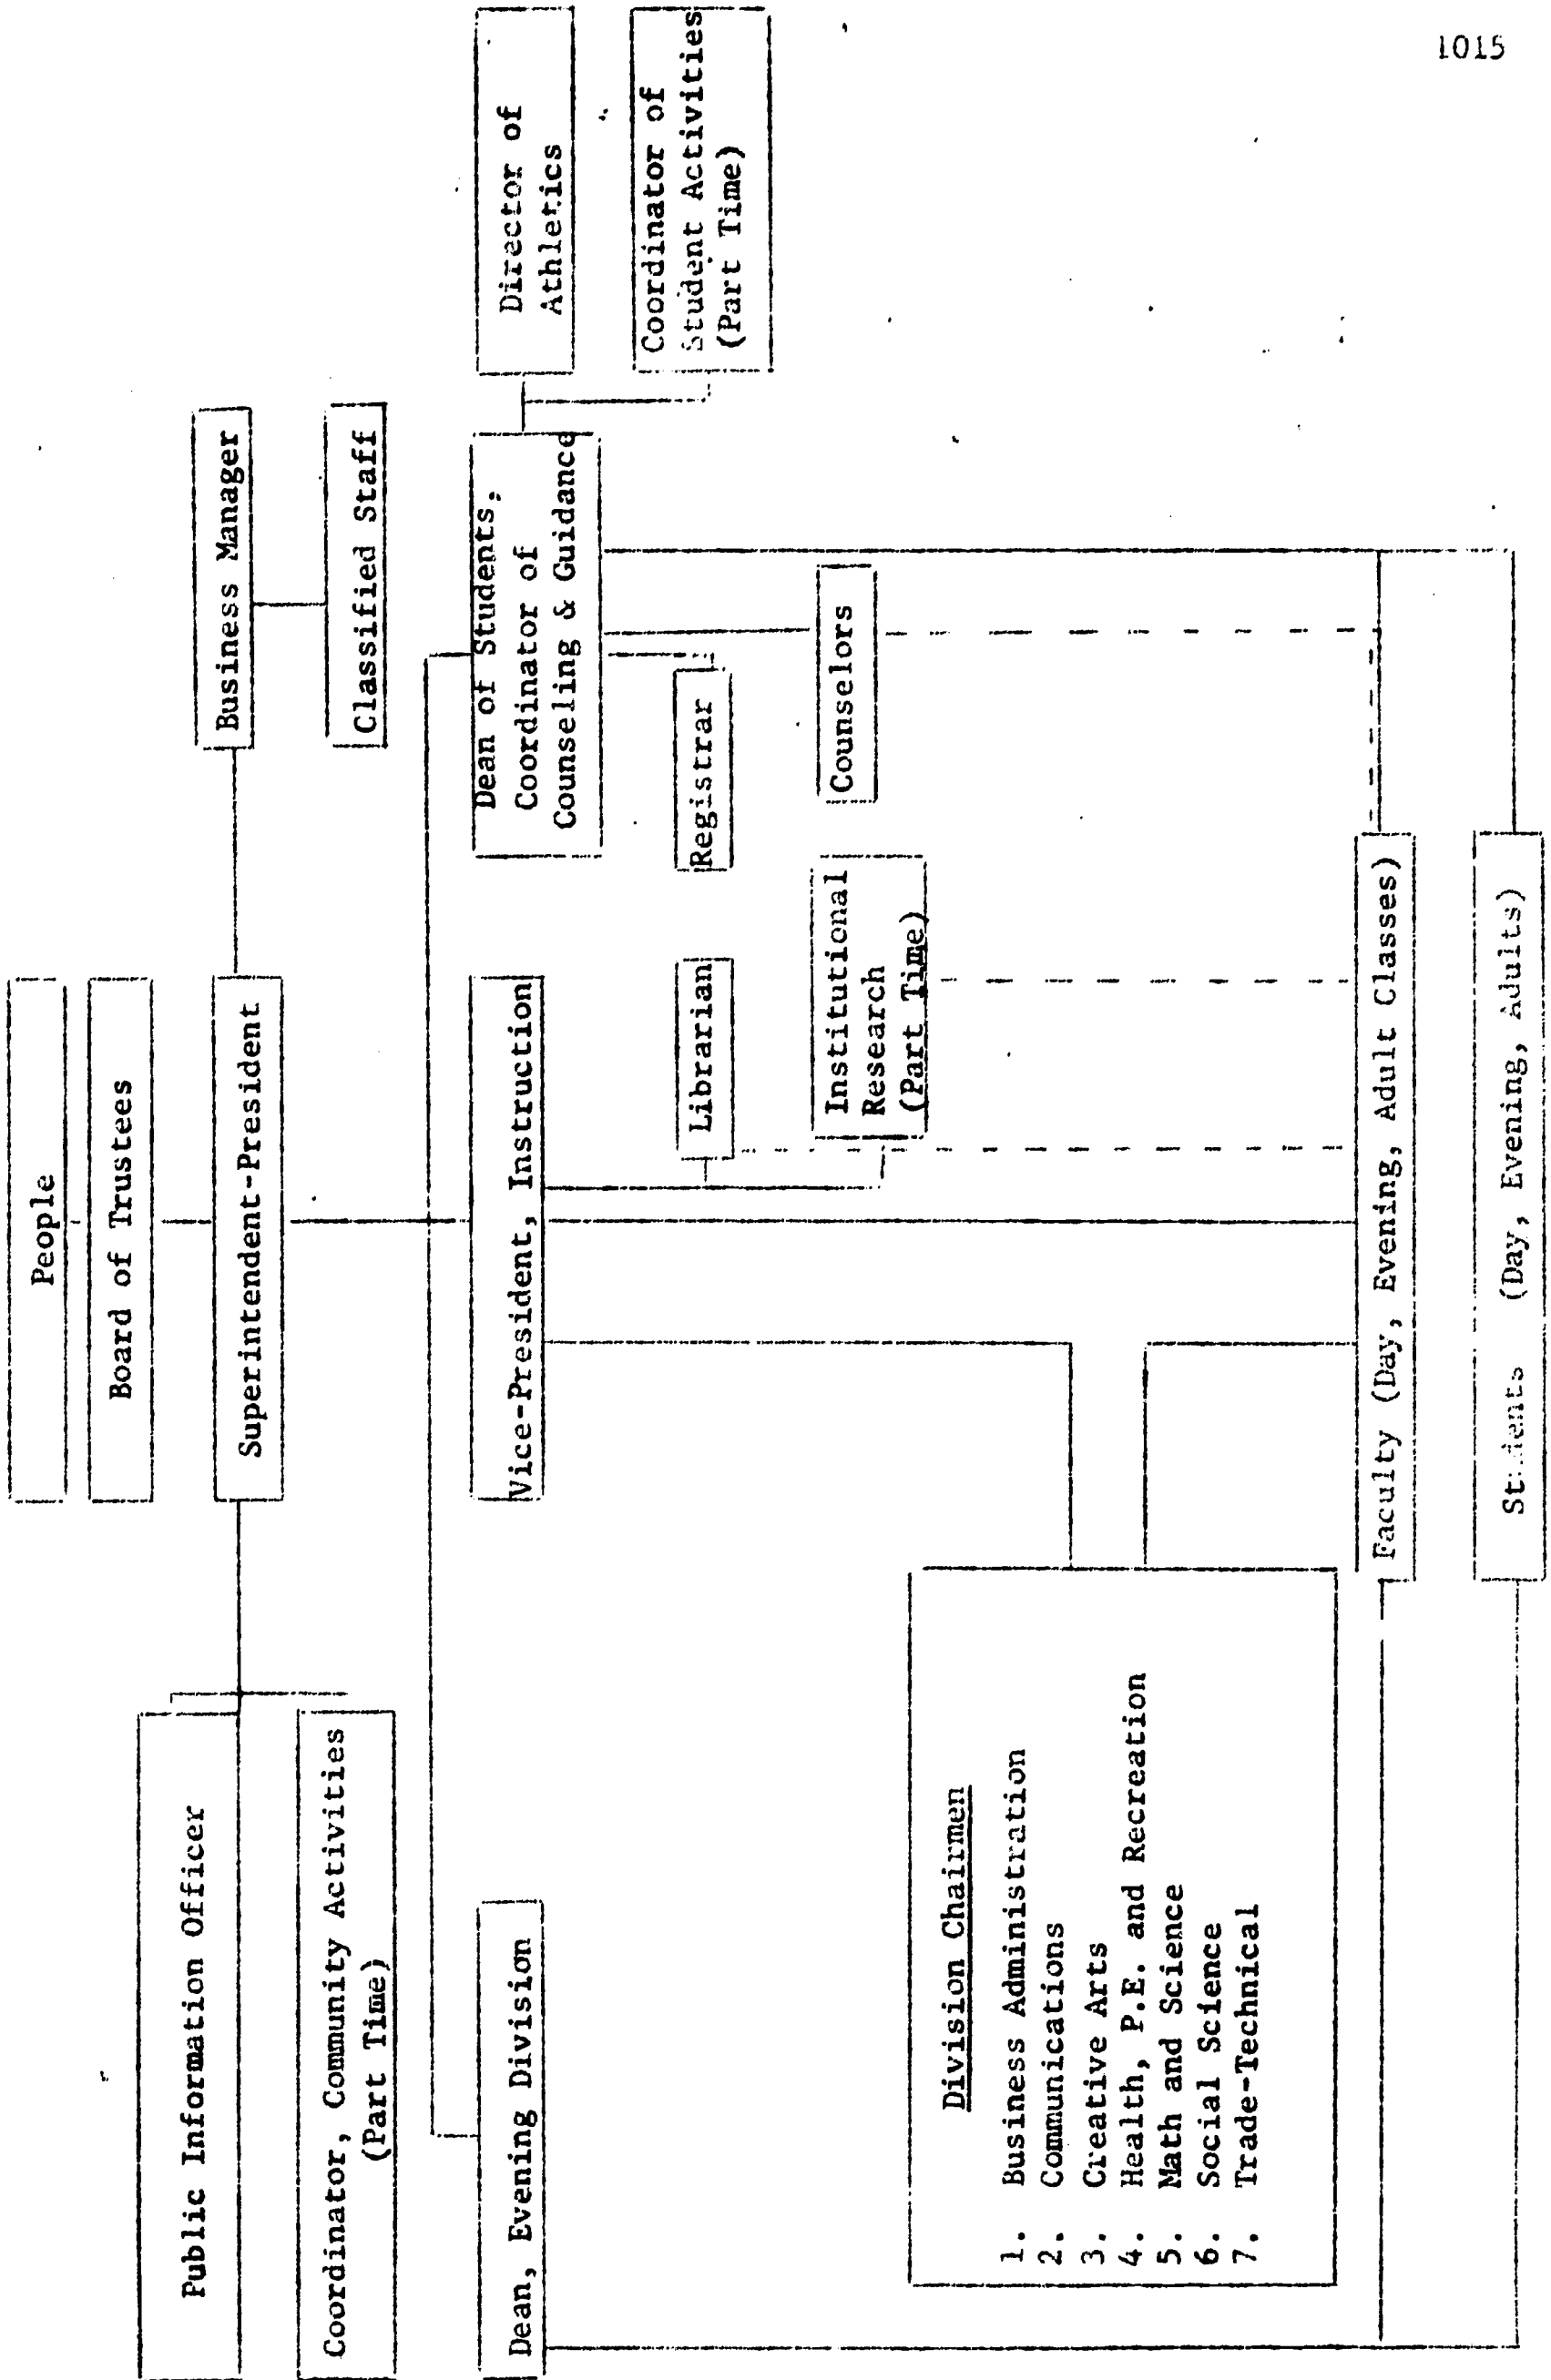 1015
People
Board of Trustees
Superintendent-President
Public Information Officer
Coordinator, Community Activities
(Part Time)
Business Manager
Classified Staff
Dean, Evening Division
Vice-President, Instruction
Dean of Students,
Coordinator of
Counseling & Guidance
Director of
Athletics
Coordinator of
Student Activities
(Part Time)
Librarian
Registrar
Institutional
Research
(Part Time)
Counselors
Division Chairmen
1. Business Administration
2. Communications
3. Creative Arts
4. Health, P.E. and Recreation
5. Math and Science
6. Social Science
7. Trade-Technical
Faculty (Day, Evening, Adult Classes)
Students (Day, Evening, Adults)